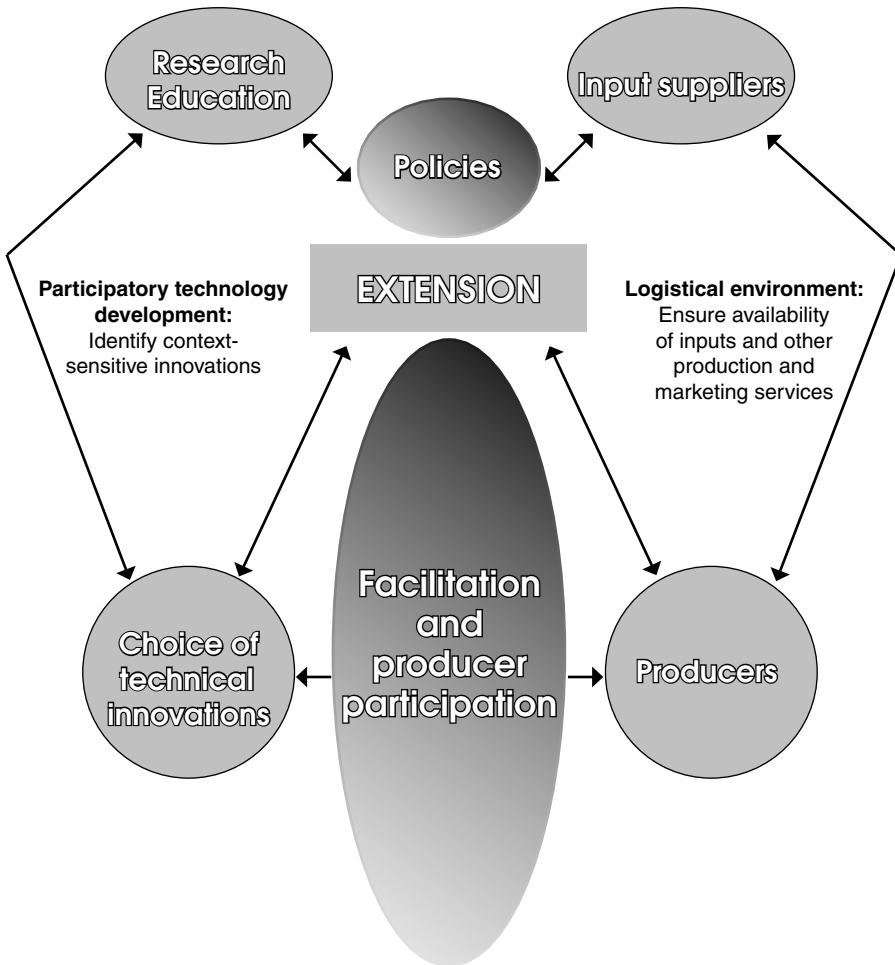 Research
Education
Input suppliers
Policies
EXTENSION
Participatory technology
development:
Identify context-
sensitive innovations
Logistical environment:
Ensure availability
of inputs and other
production and
marketing services
Facilitation
and
producer
participation
Choice of
technical
innovations
Producers